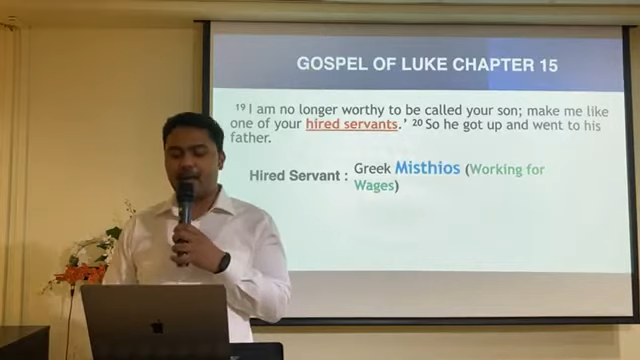 GOSPEL OF LUKE CHAPTER 15
19 I am no longer worthy to be called your son; make me like
one of your hired servants.’ 20 So he got up and went to his
father.
Hired Servant : Greek Misthios (Working for
Wages)